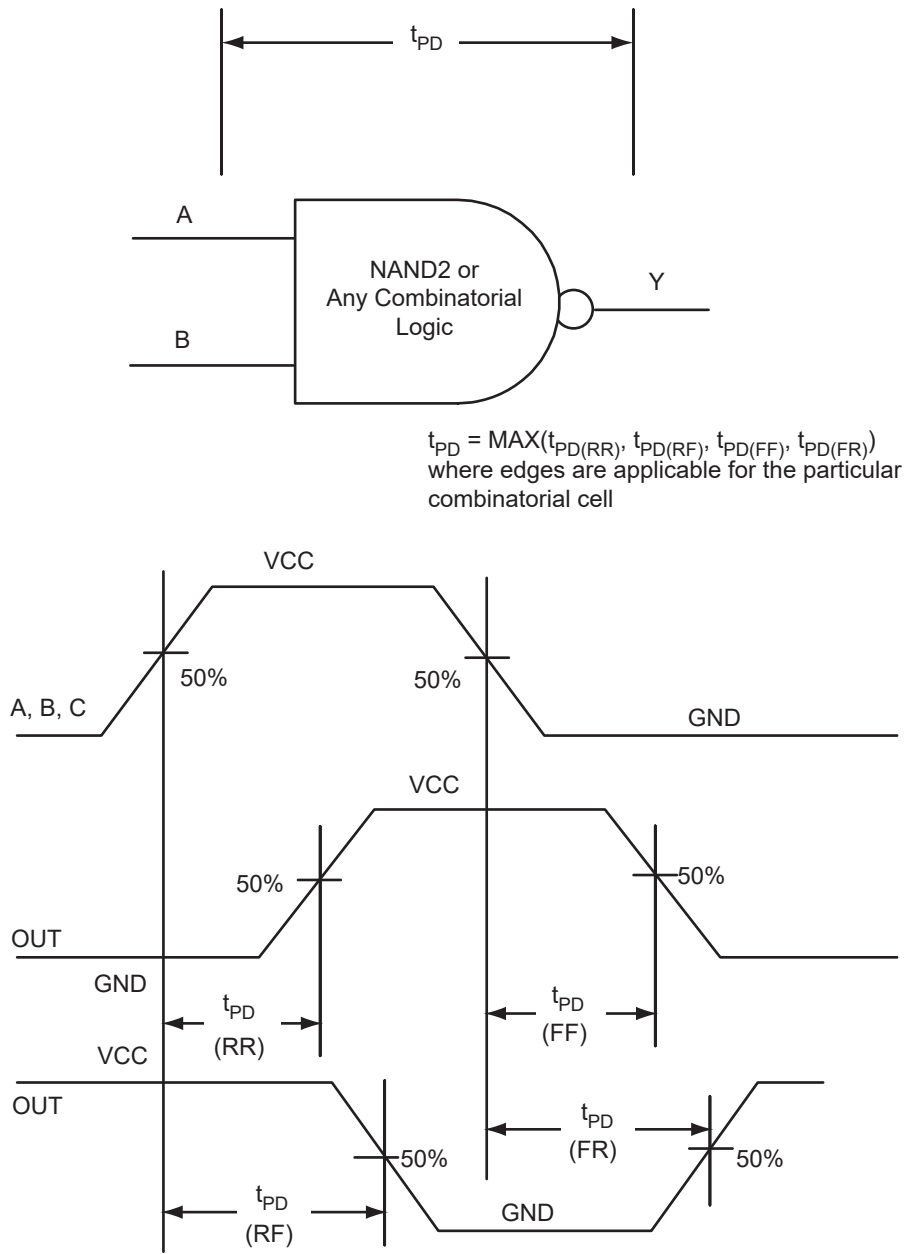 tPD
A
NAND2 or
Any Combinatorial
Logic
Y
B
tPD = MAX(tPD(RR), tPD(RF), tPD(FF), tPD(FR))
where edges are applicable for the particular
combinatorial cell
VCC
50%
50%
A, B, C
GND
VCC
50%
50%
OUT
GND
tPD
(RR)
tPD
(FF)
VCC
OUT
tPD
(FR)
50%
50%
tPD
(RF)
GND